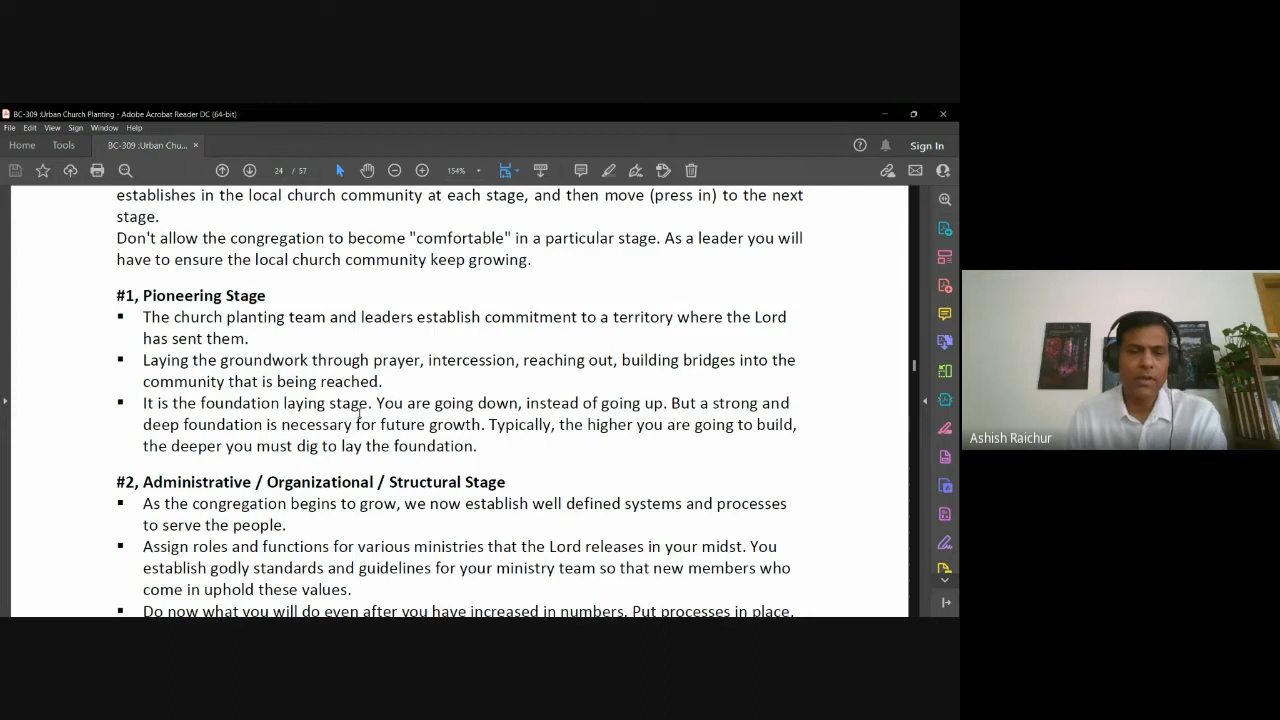 BC-309 :Urban Church Planting - Adobe Acrobat Reader DC (64-bit)
File Edit View Sign Window Help
Home Tools BC-309 :Urban Chu... × Sign In
24 / 57 154%
establishes in the local church community at each stage, and then move (press in) to the next
stage.
Don't allow the congregation to become "comfortable" in a particular stage. As a leader you will
have to ensure the local church community keep growing.
#1, Pioneering Stage
▪ The church planting team and leaders establish commitment to a territory where the Lord
has sent them.
▪ Laying the groundwork through prayer, intercession, reaching out, building bridges into the
community that is being reached.
▪ It is the foundation laying stage. You are going down, instead of going up. But a strong and
deep foundation is necessary for future growth. Typically, the higher you are going to build,
the deeper you must dig to lay the foundation.
#2, Administrative / Organizational / Structural Stage
▪ As the congregation begins to grow, we now establish well defined systems and processes
to serve the people.
▪ Assign roles and functions for various ministries that the Lord releases in your midst. You
establish godly standards and guidelines for your ministry team so that new members who
come in uphold these values.
▪ Do now what you will do even after you have increased in numbers. Put processes in place,
Ashish Raichur